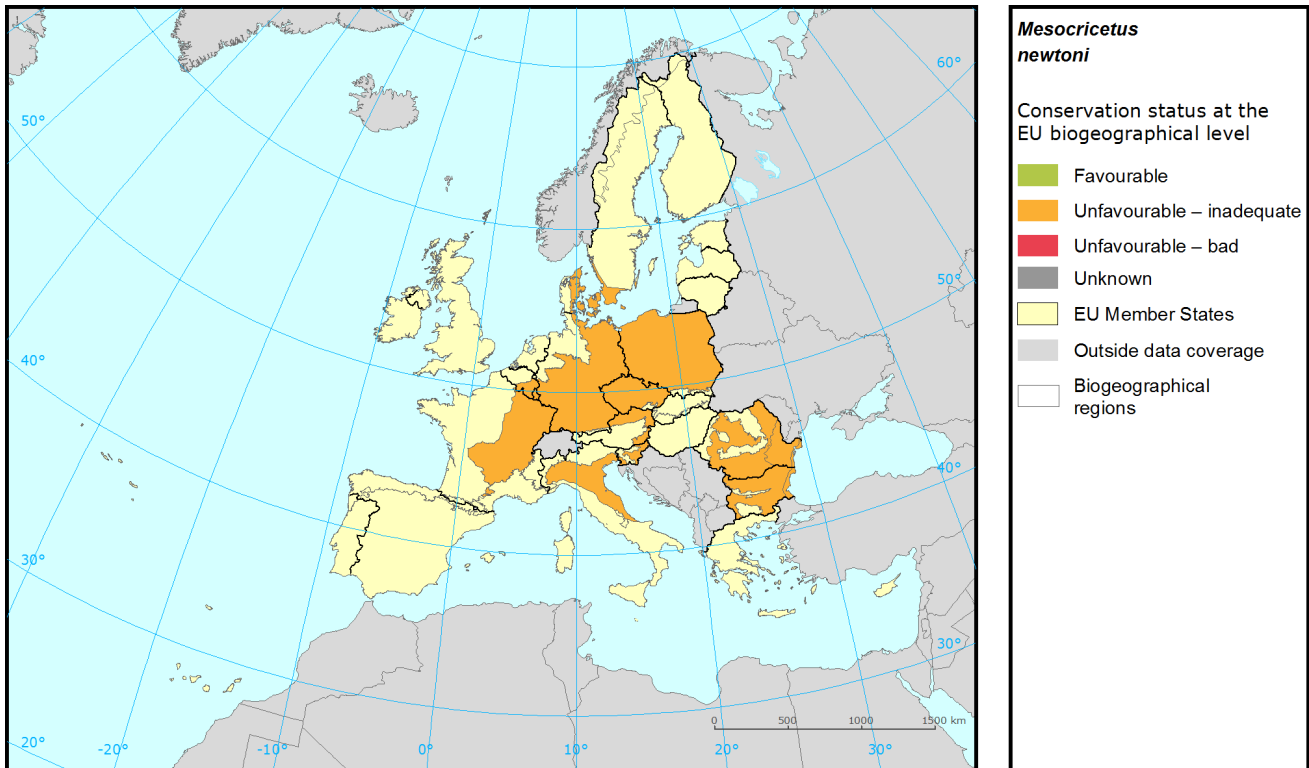 60°
50°
50°
40°
40°
30°
30°
0 500 1000 1500 km
20° -20° -10° 0° 10° 20° 30°
Mesocricetus
newtoni
Conservation status at the
EU biogeographical level
Favourable
Unfavourable – inadequate
Unfavourable – bad
Unknown
EU Member States
Outside data coverage
Biogeographical
regions